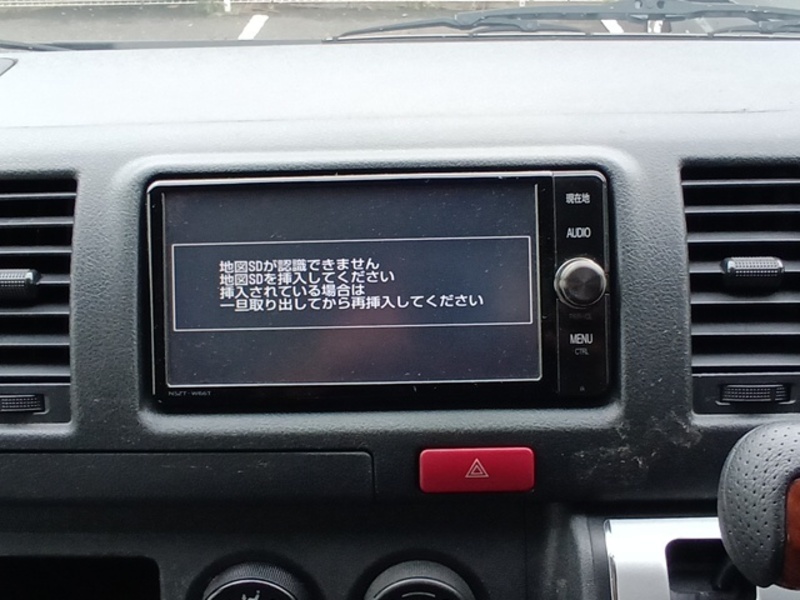 地図SDが認識できません
地図SDを挿入してください
挿入されている場合は
一旦取り出してから再挿入してください
現在地
AUDIO
MENU
CTRL
NSZT-W66T